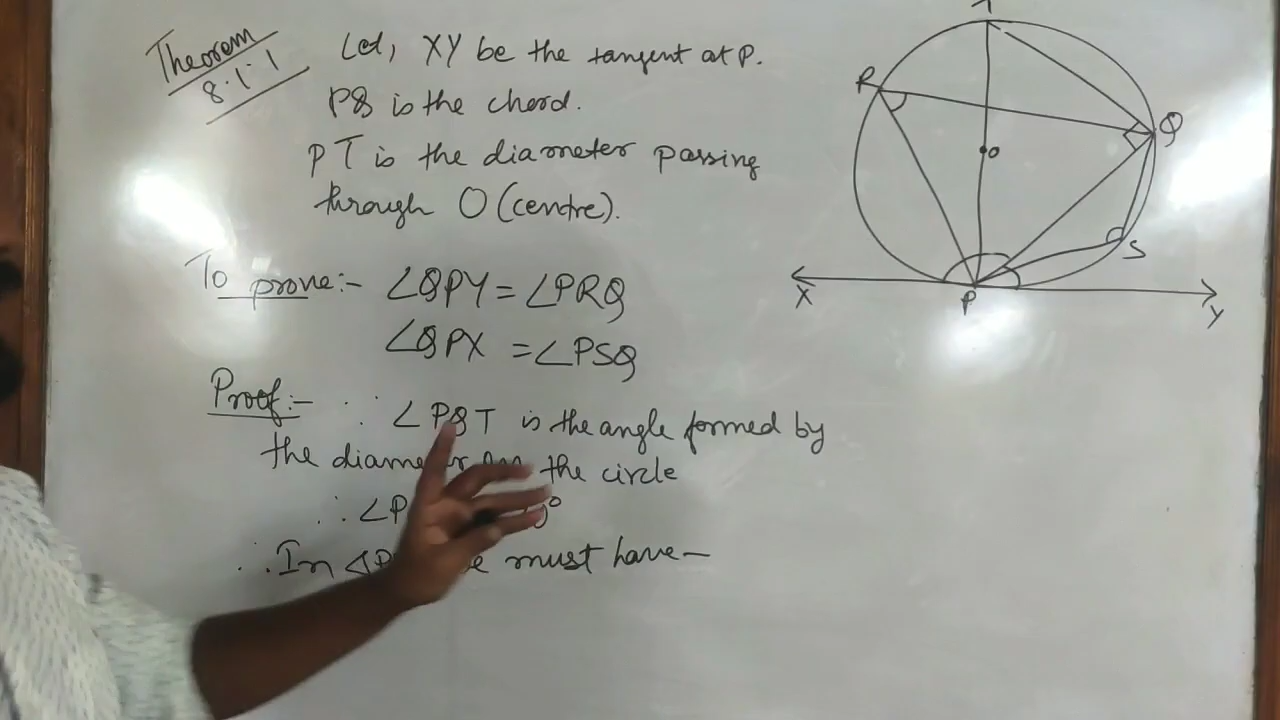 Theorem
8.1.1
Let, XY be the tangent at P.
PQ is the chord.
PT is the diameter passing
through O (centre).
To prove:- ∠QPY = ∠PRQ
∠QPX = ∠PSQ
Proof:- ∵ ∠PQT is the angle formed by
the the circle
∴ ∠P
∴ In must have—
R
Q
o
S
X
P
Y